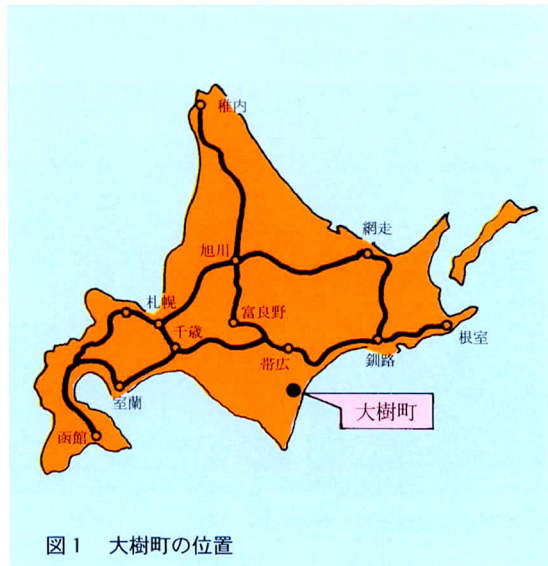 稚内
網走
旭川
札幌
富良野
千歳
根室
帯広
釧路
大樹町
室蘭
函館
図1 大樹町の位置